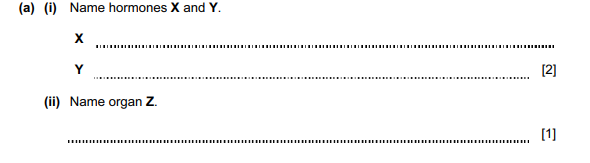 (a) (i) Name hormones X and Y.
X
Y [2]
(ii) Name organ Z.
[1]